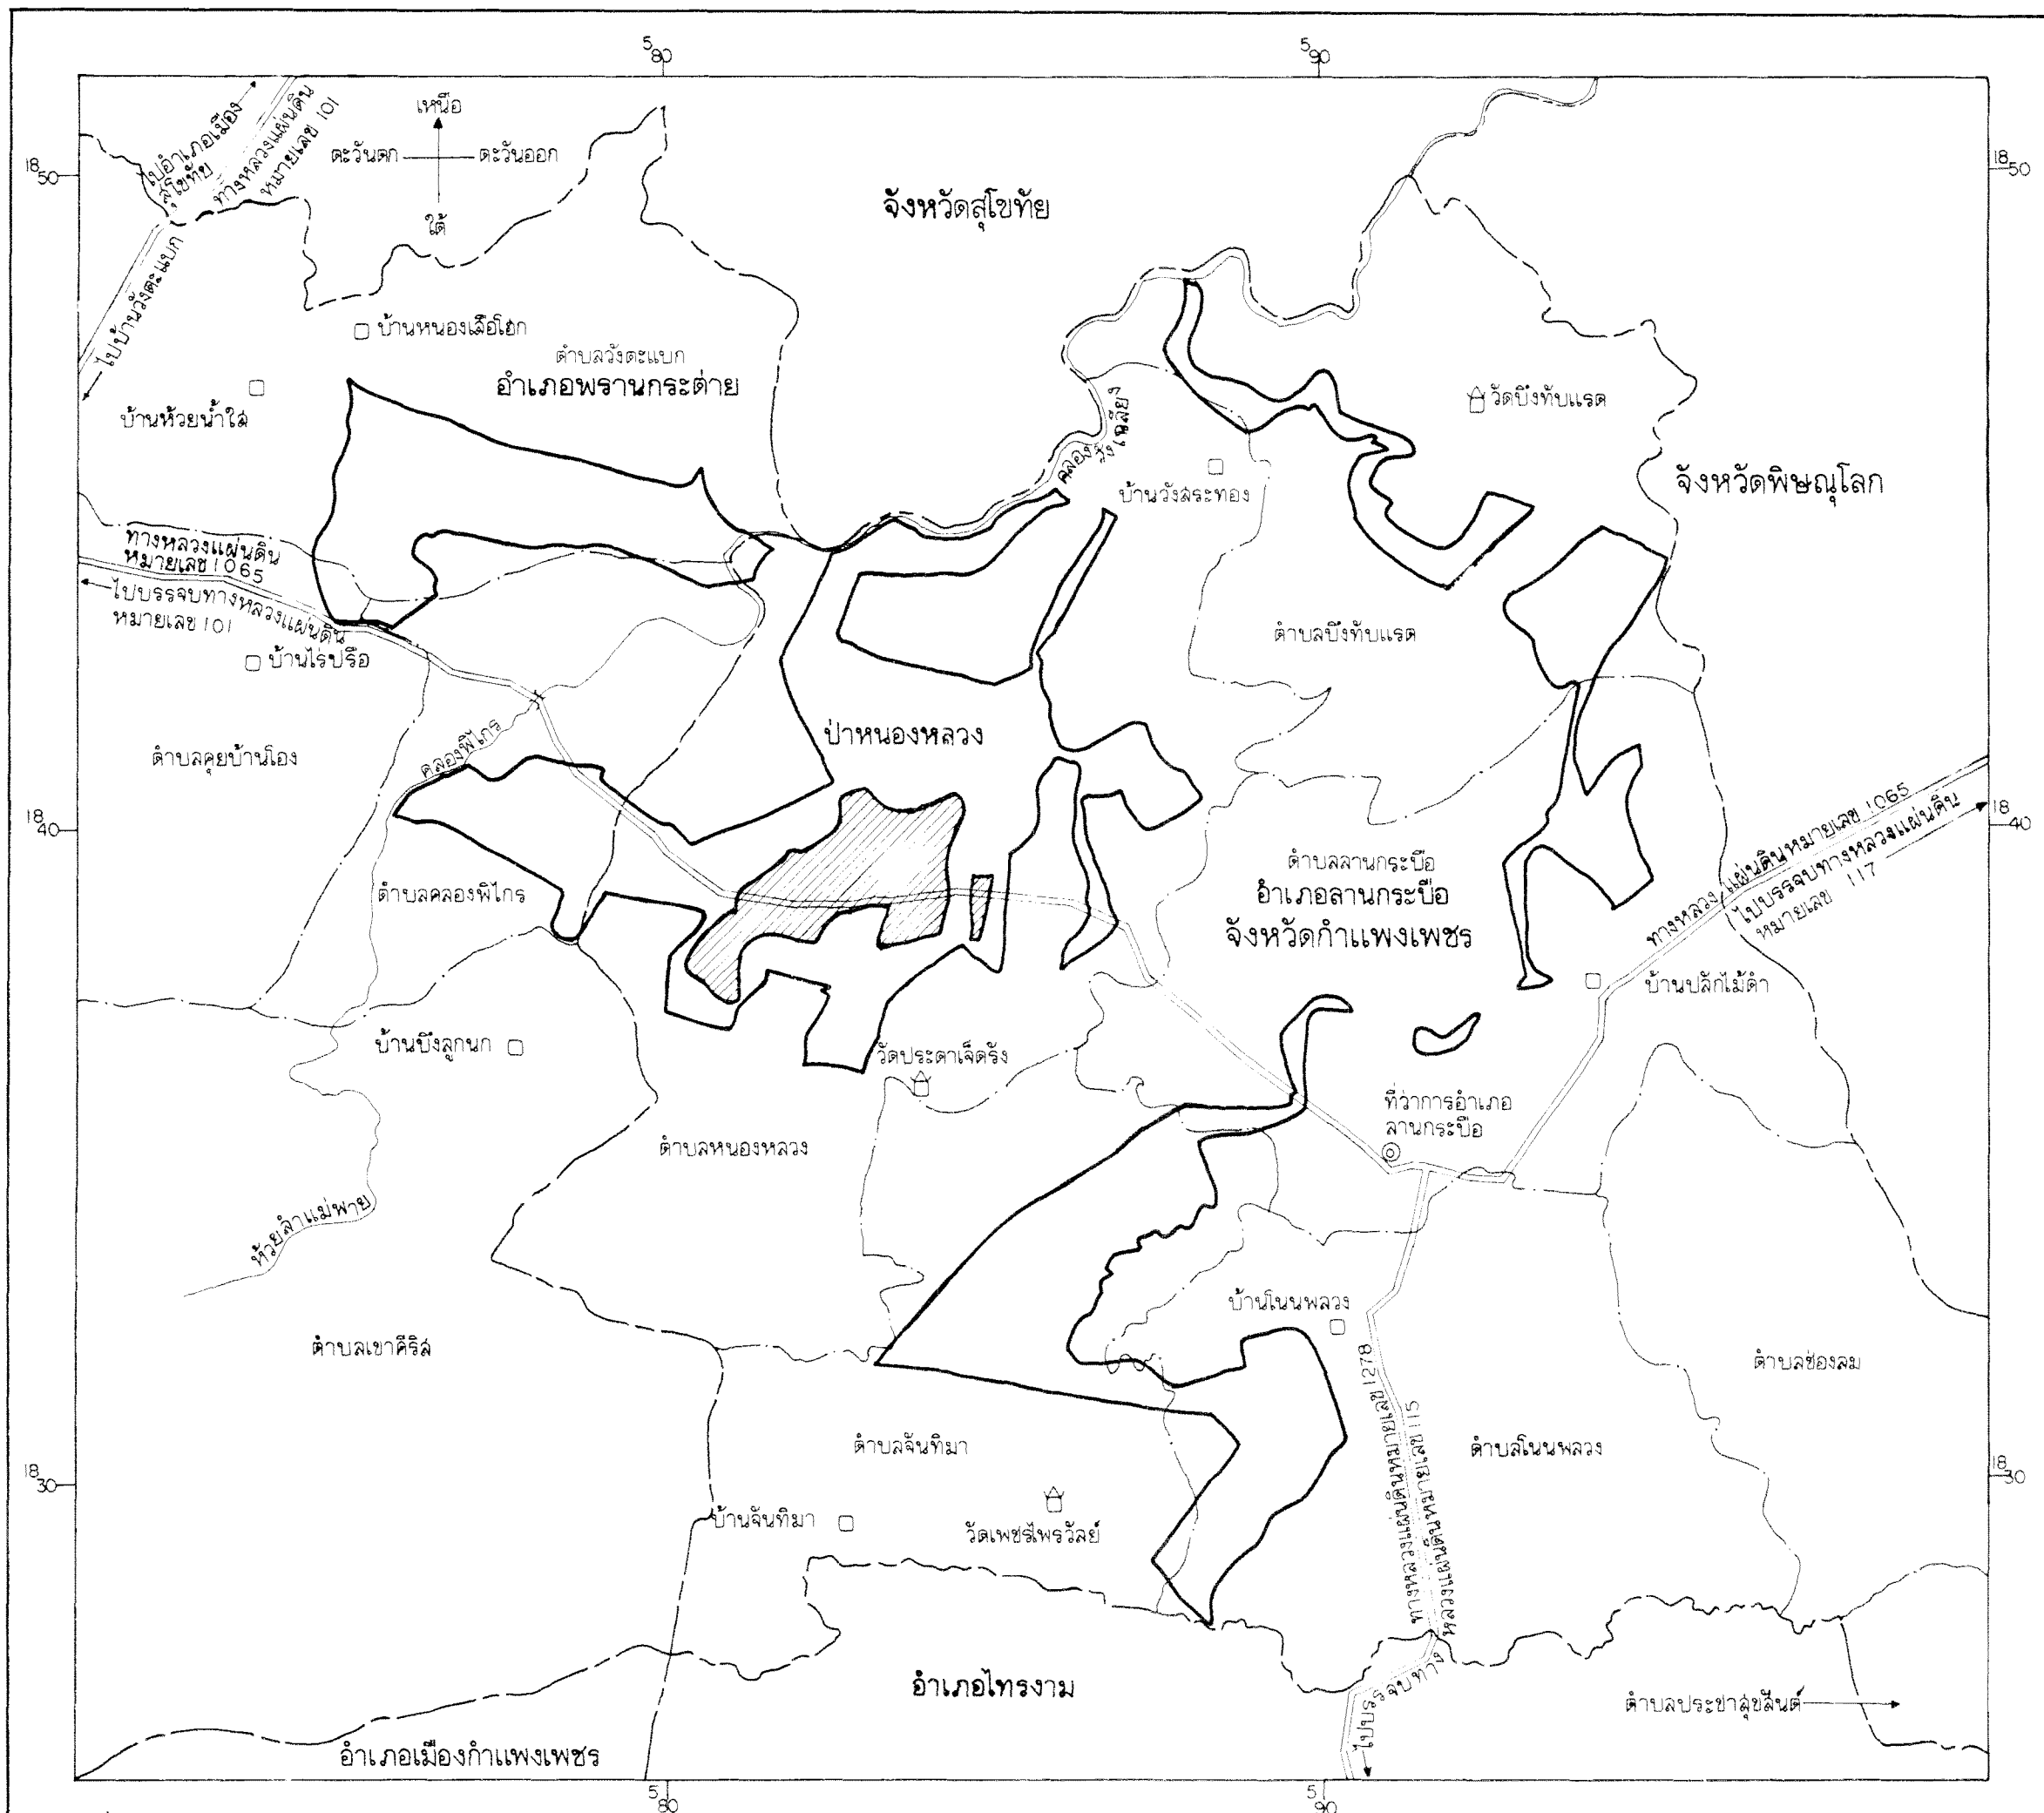 580
590
ไปอำเภอเมือง
สุโขทัย
ทางหลวงแผ่นดิน
หมายเลข 101
เหนือ
ตะวันตก
ตะวันออก
ใต้
1850
1850
จังหวัดสุโขทัย
ไปบ้านวังตะแบก
บ้านหนองเสือโฮก
ตำบลวังตะแบก
อำเภอพรานกระต่าย
บ้านห้วยน้ำใส
วัดบึงทับแรต
คลองวังเฉลียง
บ้านวังสระทอง
จังหวัดพิษณุโลก
ทางหลวงแผ่นดิน
หมายเลข 1065
ไปบรรจบทางหลวงแผ่นดิน
หมายเลข 101
บ้านไร่ปรือ
ตำบลบึงทับแรต
ป่าหนองหลวง
คลองพิไกร
ตำบลคุยบ้านโอง
1840
1840
ทางหลวงแผ่นดินหมายเลข 1065
ไปบรรจบทางหลวงแผ่นดิน
หมายเลข 117
ตำบลลานกระบือ
อำเภอลานกระบือ
จังหวัดกำแพงเพชร
ตำบลคลองพิไกร
บ้านปลักไม้ดำ
บ้านบึงลูกนก
วัดประดาเจ็ดรัง
ที่ว่าการอำเภอ
ลานกระบือ
ตำบลหนองหลวง
ห้วยลำแม่พาย
บ้านโนนพลวง
ตำบลเขาคีริส
ตำบลช่องลม
ทางหลวงแผ่นดินหมายเลข 1278
ไปบรรจบทาง
หลวงแผ่นดินหมายเลข 115
ตำบลจันทิมา
ตำบลโนนพลวง
1830
1830
บ้านจันทิมา
วัดเพชรไพรวัลย์
อำเภอไทรงาม
ตำบลประชาสุขสันต์
อำเภอเมืองกำแพงเพชร
580
590